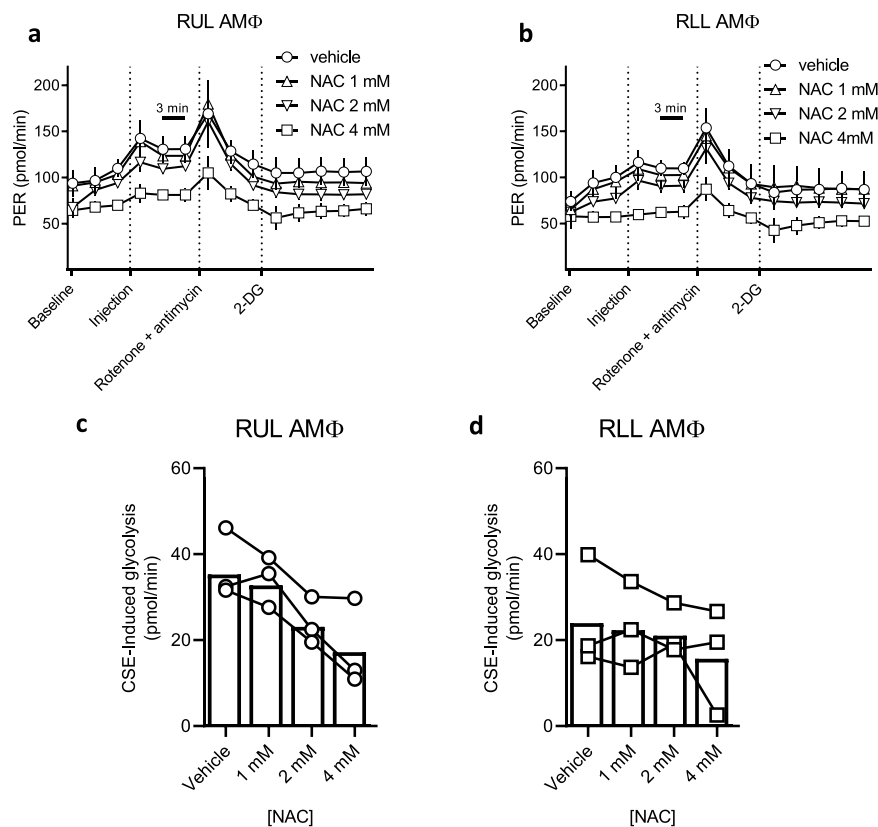 a
RUL AMΦ
vehicle
NAC 1 mM
NAC 2 mM
NAC 4 mM
3 min
PER (pmol/min)
200
150
100
50
Baseline
Injection
Rotenone + antimycin
2-DG
b
RLL AMΦ
vehicle
NAC 1 mM
NAC 2 mM
NAC 4mM
3 min
PER (pmol/min)
200
150
100
50
Baseline
Injection
Rotenone + antimycin
2-DG
c
RUL AMΦ
CSE-Induced glycolysis
(pmol/min)
60
40
20
0
Vehicle
1 mM
2 mM
4 mM
[NAC]
d
RLL AMΦ
CSE-Induced glycolysis
(pmol/min)
60
40
20
0
Vehicle
1 mM
2 mM
4 mM
[NAC]